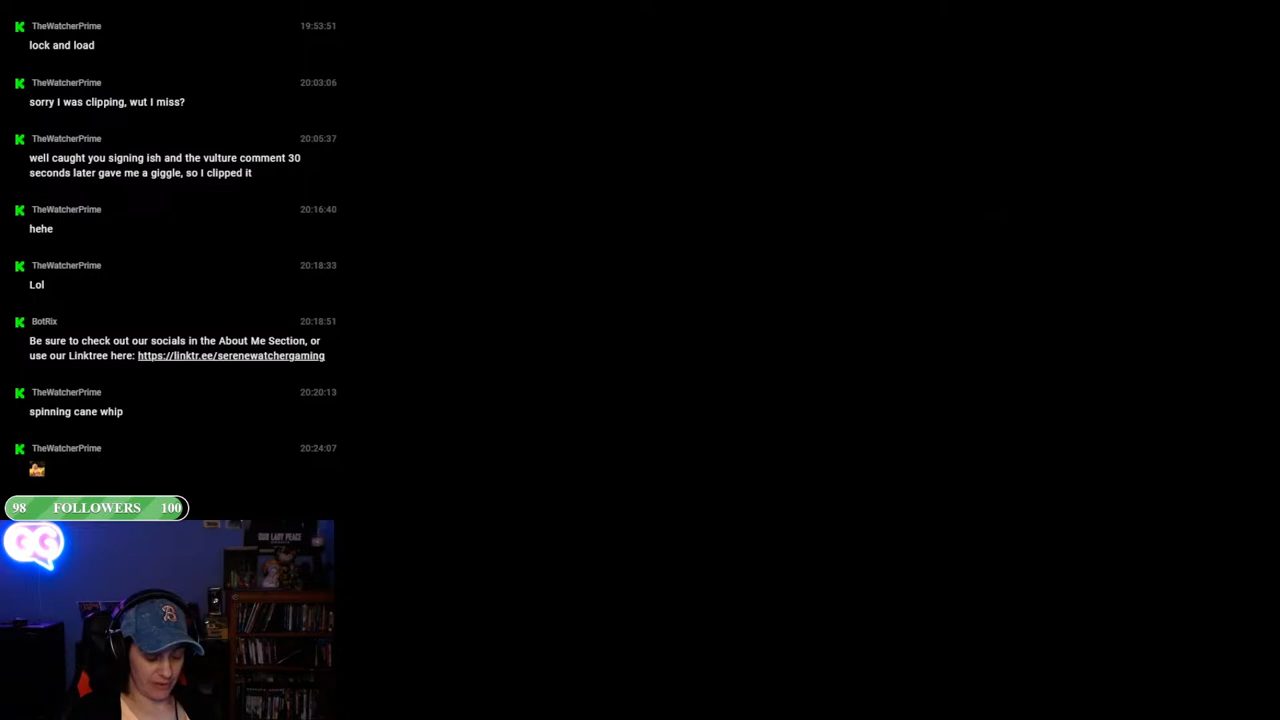 TheWatcherPrime 19:53:51
lock and load
TheWatcherPrime 20:03:06
sorry I was clipping, wut I miss?
TheWatcherPrime 20:05:37
well caught you signing ish and the vulture comment 30
seconds later gave me a giggle, so I clipped it
TheWatcherPrime 20:16:40
hehe
TheWatcherPrime 20:18:33
Lol
BotRix 20:18:51
Be sure to check out our socials in the About Me Section, or
use our Linktree here: https://linktr.ee/serenewatchergaming
TheWatcherPrime 20:20:13
spinning cane whip
TheWatcherPrime 20:24:07
98 FOLLOWERS 100
GG
OUR LADY PEACE
B